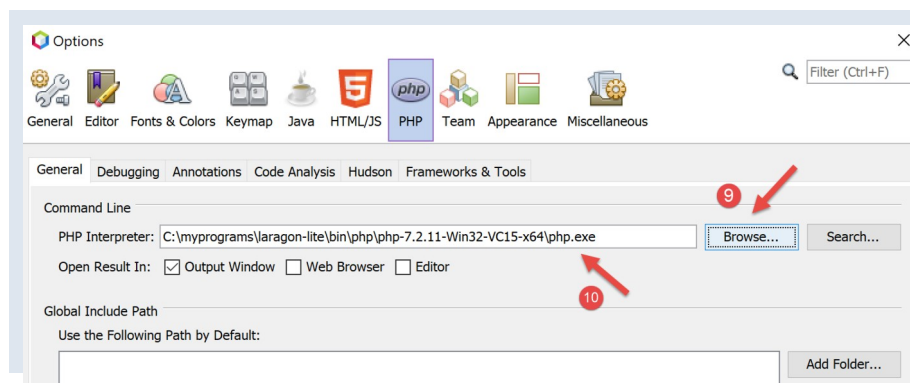 Options
Filter (Ctrl+F)
php
General Editor Fonts & Colors Keymap Java HTML/JS PHP Team Appearance Miscellaneous
General Debugging Annotations Code Analysis Hudson Frameworks & Tools
9
Command Line
PHP Interpreter: C:\myprograms\laragon-lite\bin\php\php-7.2.11-Win32-VC15-x64\php.exe Browse... Search...
Open Result In: Output Window Web Browser Editor
10
Global Include Path
Use the Following Path by Default:
Add Folder...